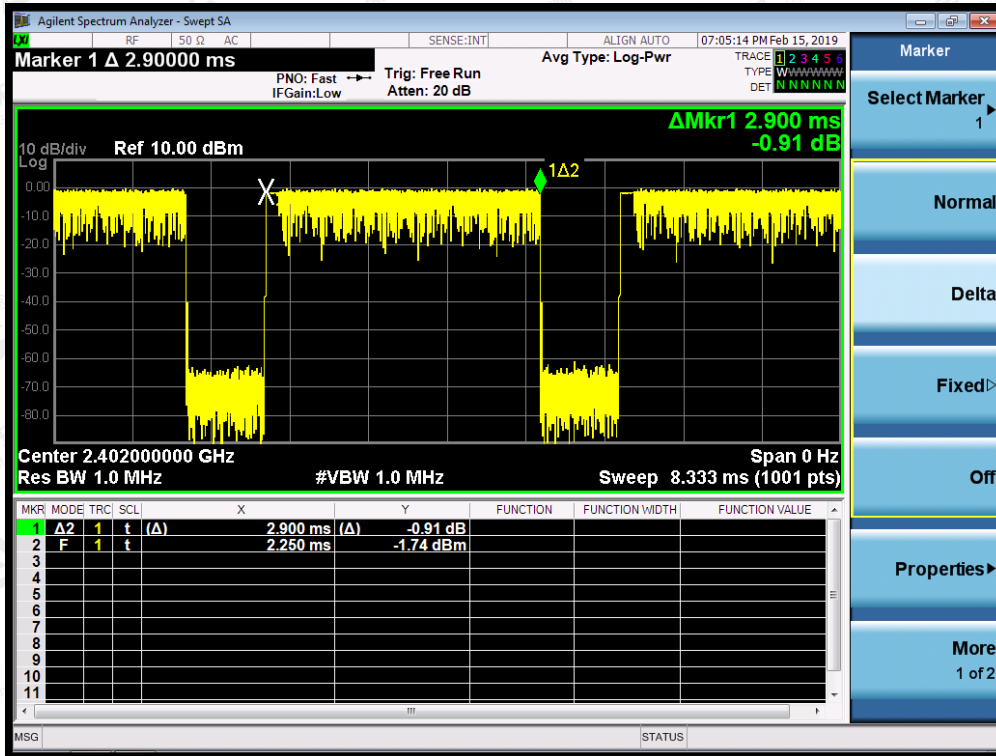 Agilent Spectrum Analyzer - Swept SA
LXI RF 50 Ω AC SENSE:INT ALIGN AUTO 07:05:14 PM Feb 15, 2019
Marker 1 Δ 2.90000 ms
PNO: Fast
IFGain:Low
Trig: Free Run
Atten: 20 dB
Avg Type: Log-Pwr
TRACE 1 2 3 4 5 6
TYPE WWWWWW
DET N N N N N N
ΔMkr1 2.900 ms
-0.91 dB
10 dB/div Ref 10.00 dBm
Log
1Δ2
0.00
-10.0
-20.0
-30.0
-40.0
-50.0
-60.0
-70.0
-80.0
Center 2.402000000 GHz Span 0 Hz
Res BW 1.0 MHz #VBW 1.0 MHz Sweep 8.333 ms (1001 pts)
MKR MODE TRC SCL X Y FUNCTION FUNCTION WIDTH FUNCTION VALUE
1 Δ2 1 t (Δ) 2.900 ms (Δ) -0.91 dB
2 F 1 t 2.250 ms -1.74 dBm
3
4
5
6
7
8
9
10
11
MSG STATUS
Marker
Select Marker
1
Normal
Delta
Fixed
Off
Properties
More
1 of 2